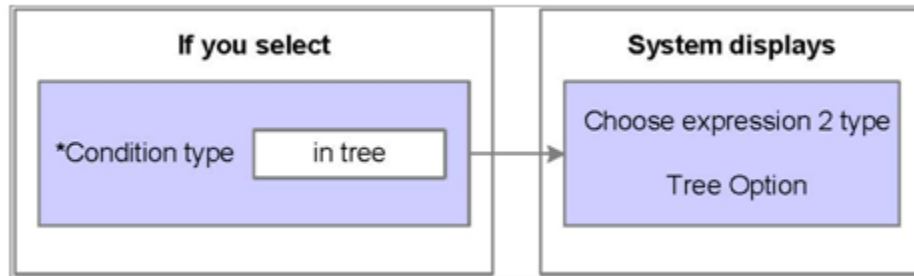 If you select
*Condition type in tree
System displays
Choose expression 2 type
Tree Option